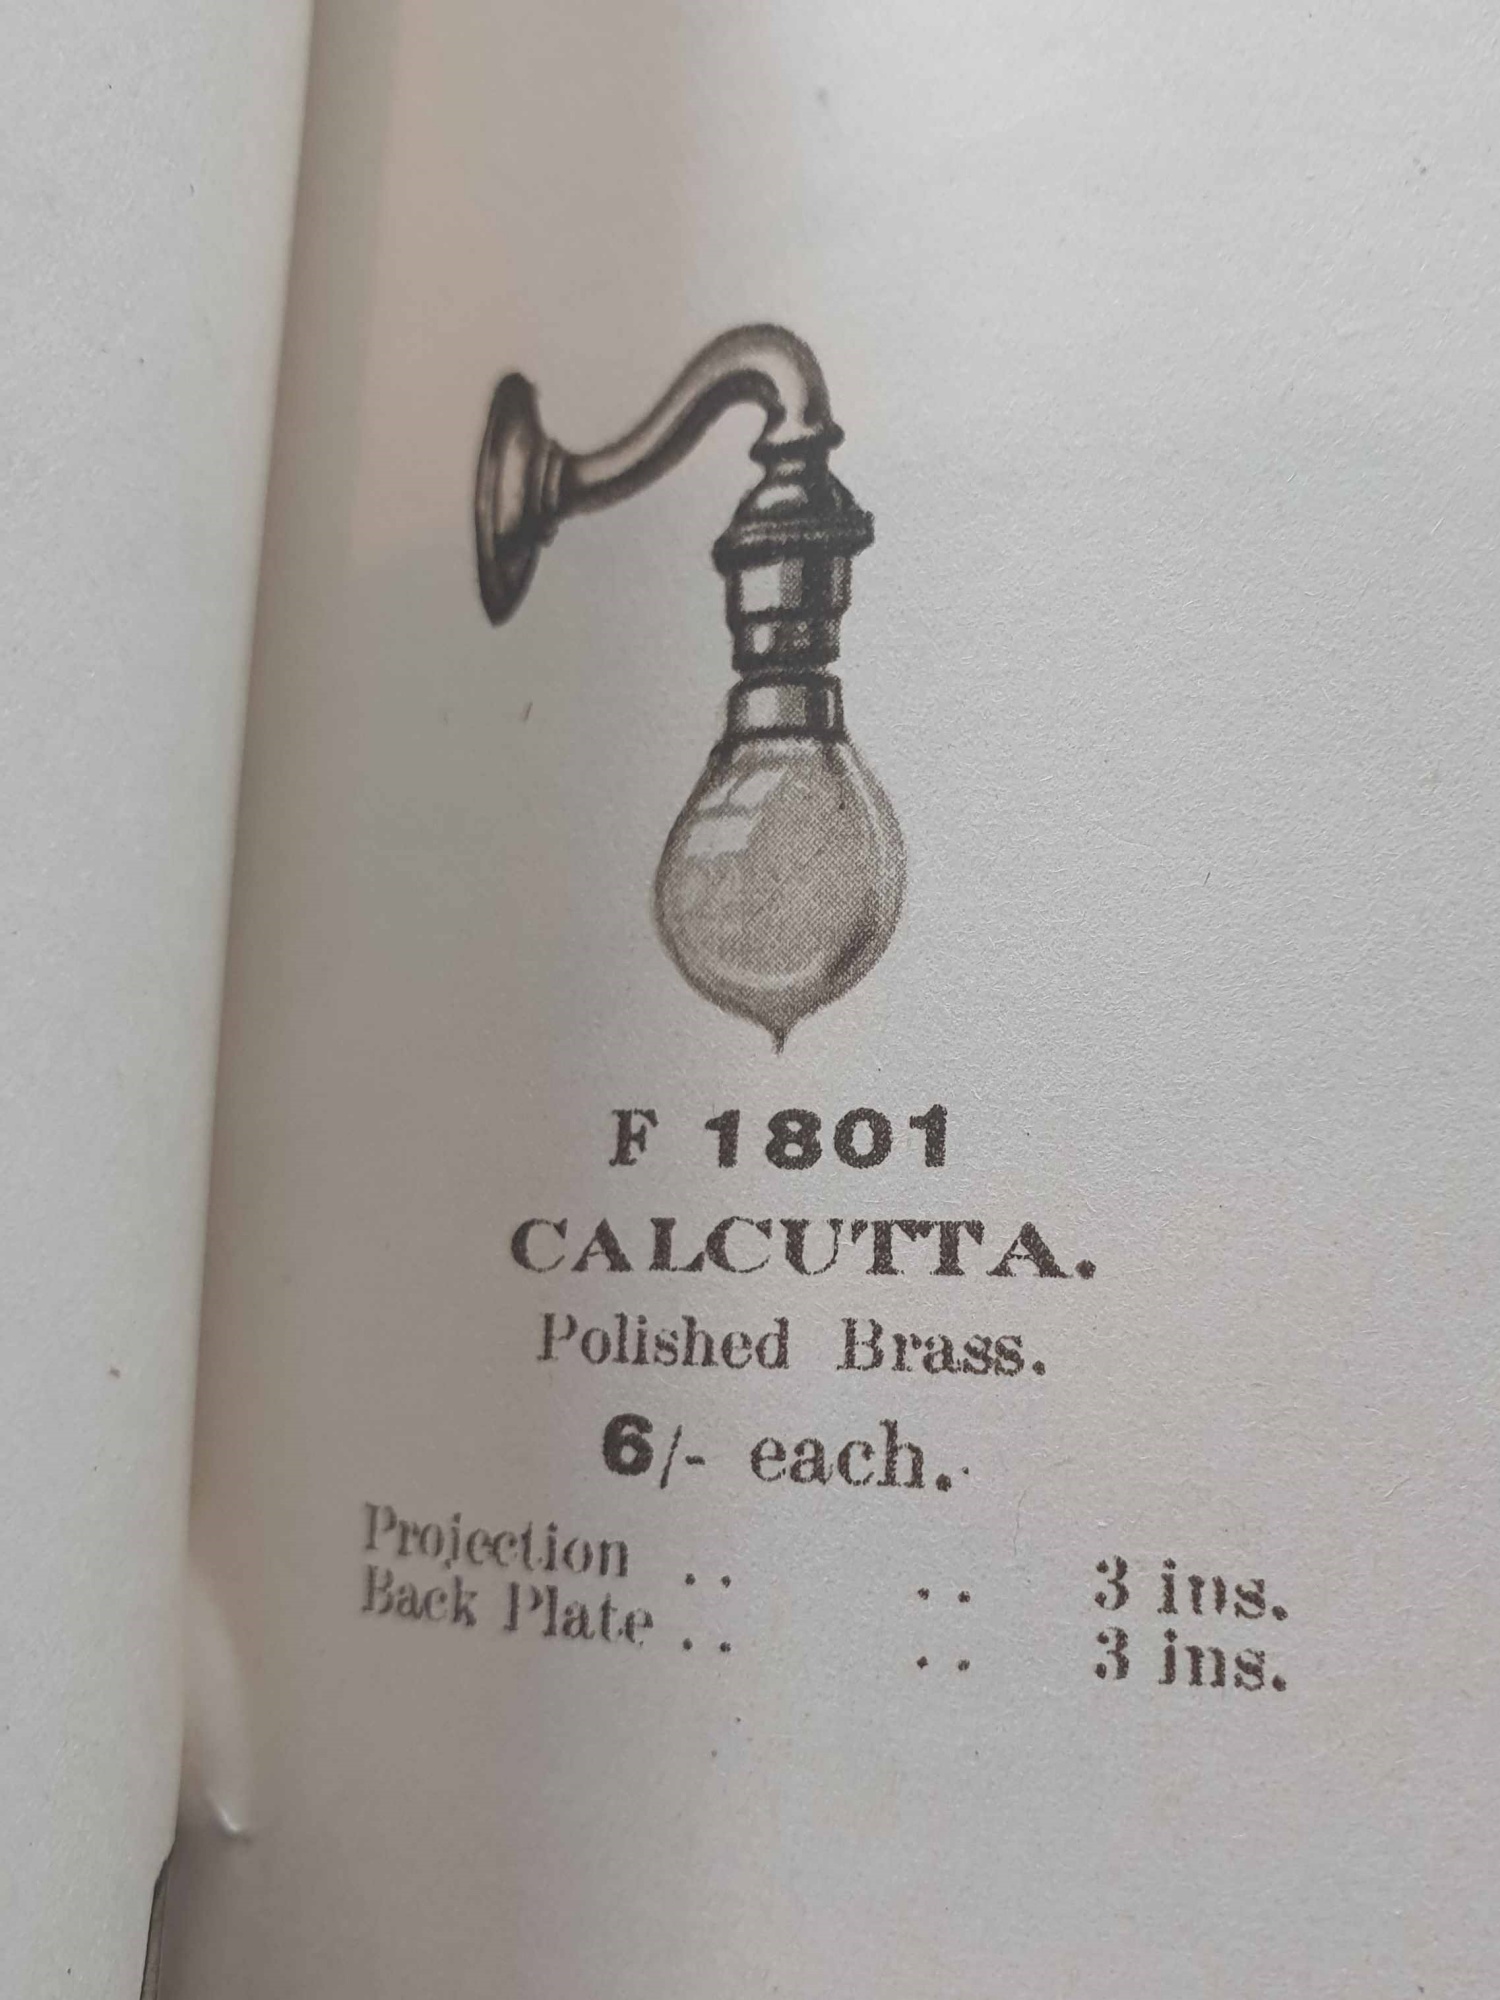 F 1801
CALCUTTA.
Polished Brass.
6/- each.
Projection .. .. 3 ins.
Back Plate .. .. 3 ins.